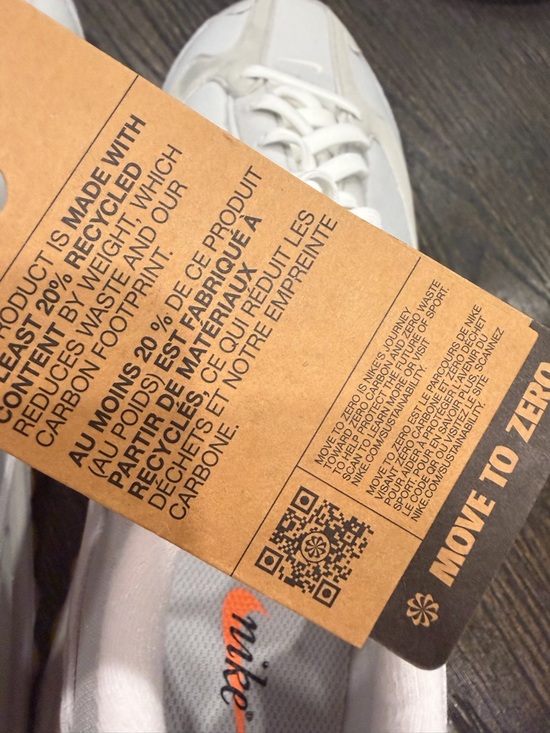 RODUCT IS MADE WITH
LEAST 20% RECYCLED
CONTENT BY WEIGHT, WHICH
REDUCES WASTE AND OUR
CARBON FOOTPRINT.
AU MOINS 20 % DE CE PRODUIT
(AU POIDS) EST FABRIQUÉ À
PARTIR DE MATÉRIAUX
RECYCLÉS, CE QUI RÉDUIT LES
DÉCHETS ET NOTRE EMPREINTE
CARBONE.
MOVE TO ZERO IS NIKE'S JOURNEY
TOWARD ZERO CARBON AND ZERO WASTE
TO HELP PROTECT THE FUTURE OF SPORT.
SCAN TO LEARN MORE OR VISIT
NIKE.COM/SUSTAINABILITY.
MOVE TO ZERO EST LE PARCOURS DE NIKE
VISANT ZÉRO CARBONE ET ZÉRO DÉCHET
POUR AIDER À PROTÉGER L'AVENIR DU
SPORT. POUR EN SAVOIR PLUS, SCANNEZ
LE CODE QR OU VISITEZ LE SITE
NIKE.COM/SUSTAINABILITY.
MOVE TO ZERO
nike